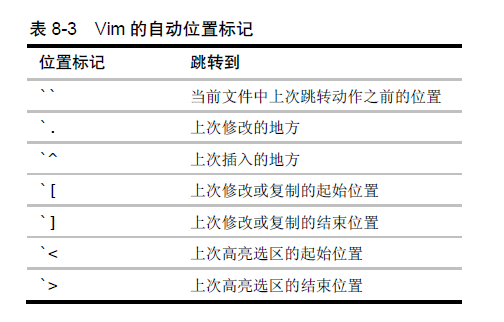 表 8-3 Vim 的自动位置标记
位置标记 跳转到
`` 当前文件中上次跳转动作之前的位置
`. 上次修改的地方
`^ 上次插入的地方
`[ 上次修改或复制的起始位置
`] 上次修改或复制的结束位置
`< 上次高亮选区的起始位置
`> 上次高亮选区的结束位置